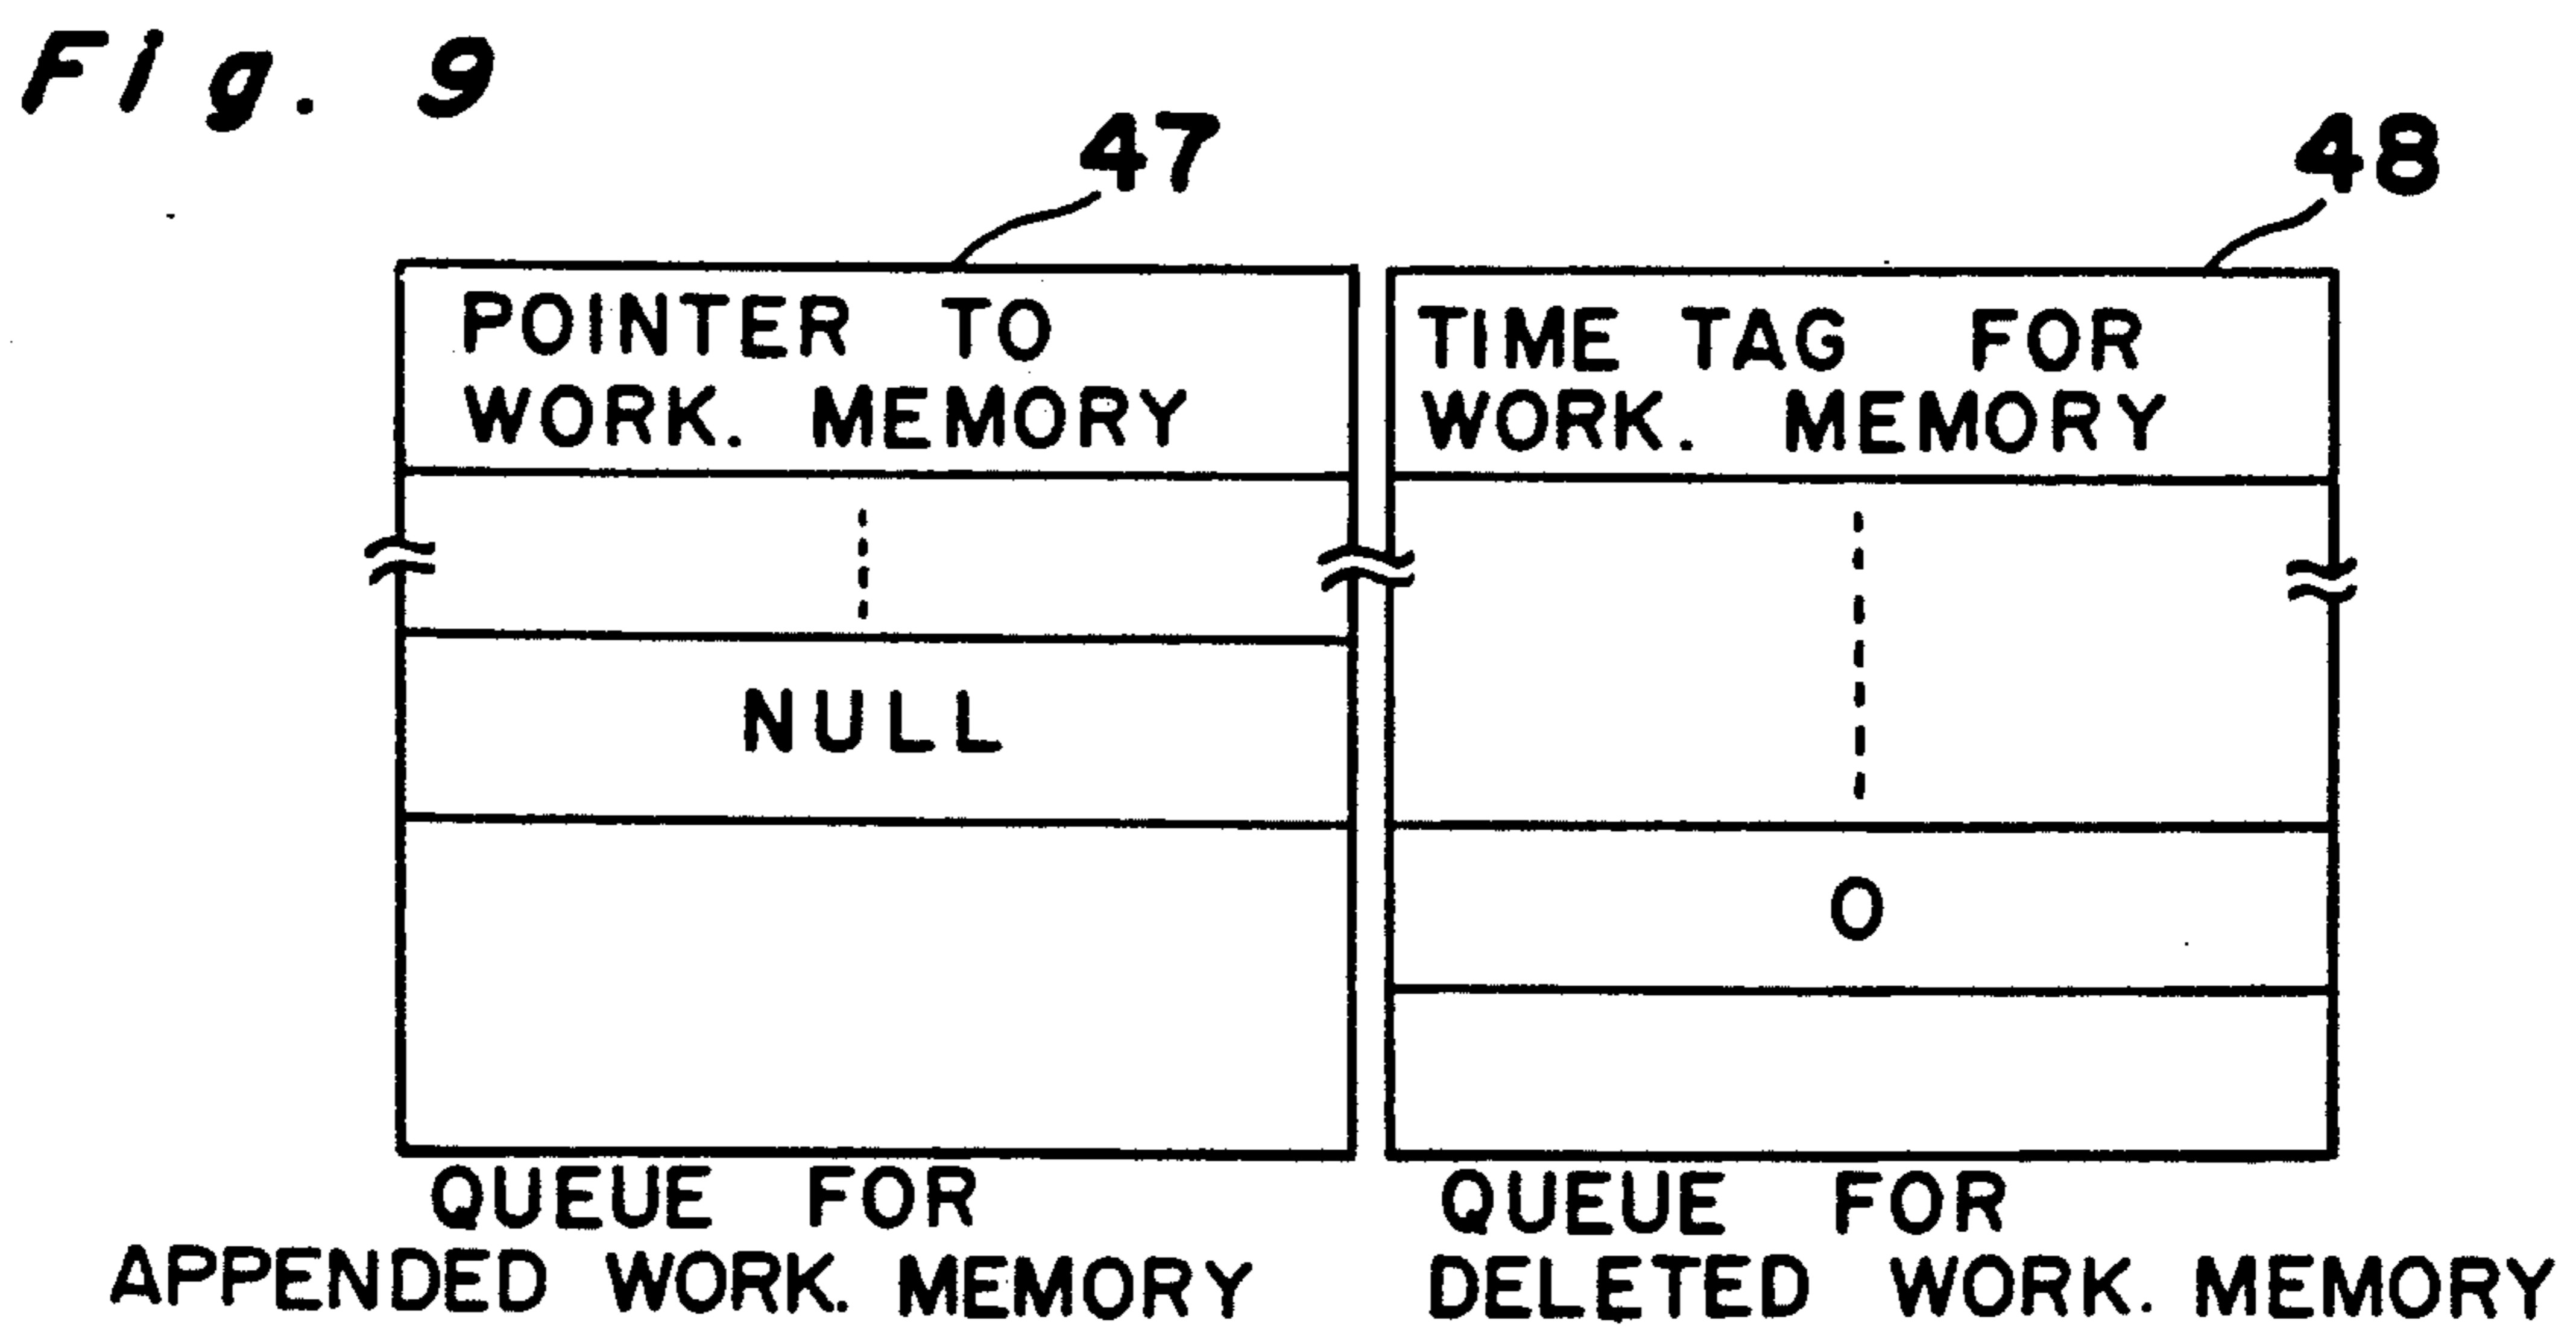 Fig. 9
47
48
POINTER TO
WORK. MEMORY
TIME TAG FOR
WORK. MEMORY
NULL
0
QUEUE FOR
APPENDED WORK. MEMORY
QUEUE FOR
DELETED WORK. MEMORY